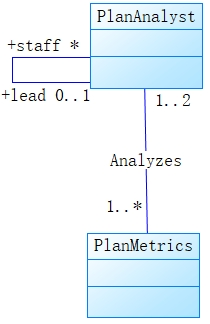 PlanAnalyst
+staff *
+lead 0..1
1..2
Analyzes
1..*
PlanMetrics